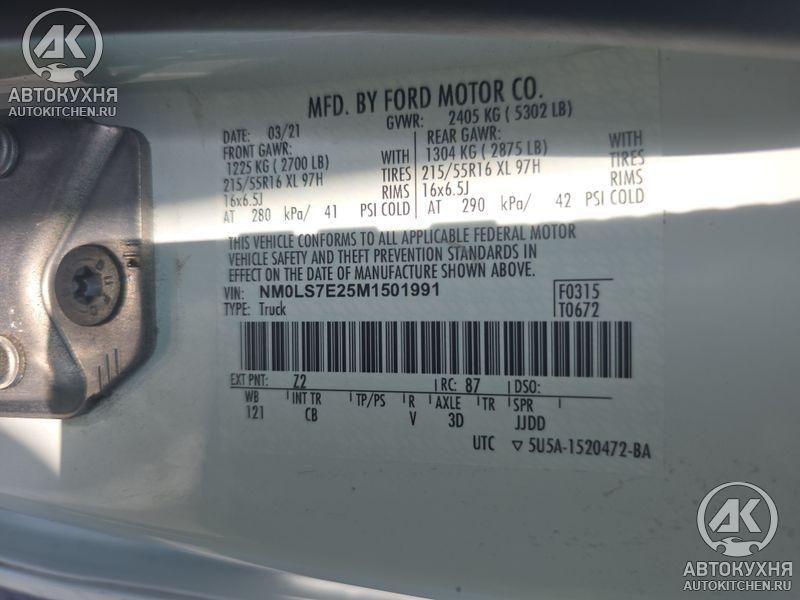 АВТОКУХНЯ
AUTOKITCHEN.RU
MFD. BY FORD MOTOR CO.
DATE: 03/21 GVWR: 2405 KG ( 5302 LB)
FRONT GAWR: REAR GAWR:
1225 KG ( 2700 LB) WITH 1304 KG ( 2875 LB) WITH
215/55R16 XL 97H TIRES 215/55R16 XL 97H TIRES
16x6.5J RIMS 16x6.5J RIMS
AT 280 kPa/ 41 PSI COLD AT 290 kPa/ 42 PSI COLD
THIS VEHICLE CONFORMS TO ALL APPLICABLE FEDERAL MOTOR
VEHICLE SAFETY AND THEFT PREVENTION STANDARDS IN
EFFECT ON THE DATE OF MANUFACTURE SHOWN ABOVE.
VIN: NM0LS7E25M1501991 F0315
TYPE: Truck T0672
EXT PNT: Z2 RC: 87 DSO:
WB INT TR TP/PS R AXLE TR SPR
121 CB V 3D JJDD
UTC ▽ 5U5A-1520472-BA
АВТОКУХНЯ
AUTOKITCHEN.RU